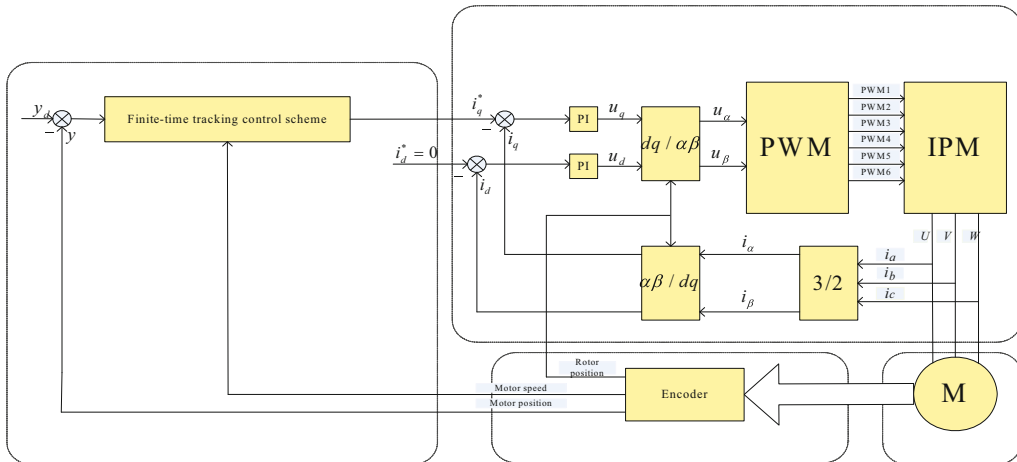 y_d
−
y
Finite-time tracking control scheme
i_q^*
−
i_q
i_d^* = 0
−
i_d
PI
PI
u_q
u_d
dq / αβ
u_α
u_β
PWM
PWM1
PWM2
PWM3
PWM4
PWM5
PWM6
IPM
U
V
W
i_a
i_b
ic
3/2
i_α
i_β
αβ / dq
Rotor
position
Motor speed
Motor position
Encoder
M